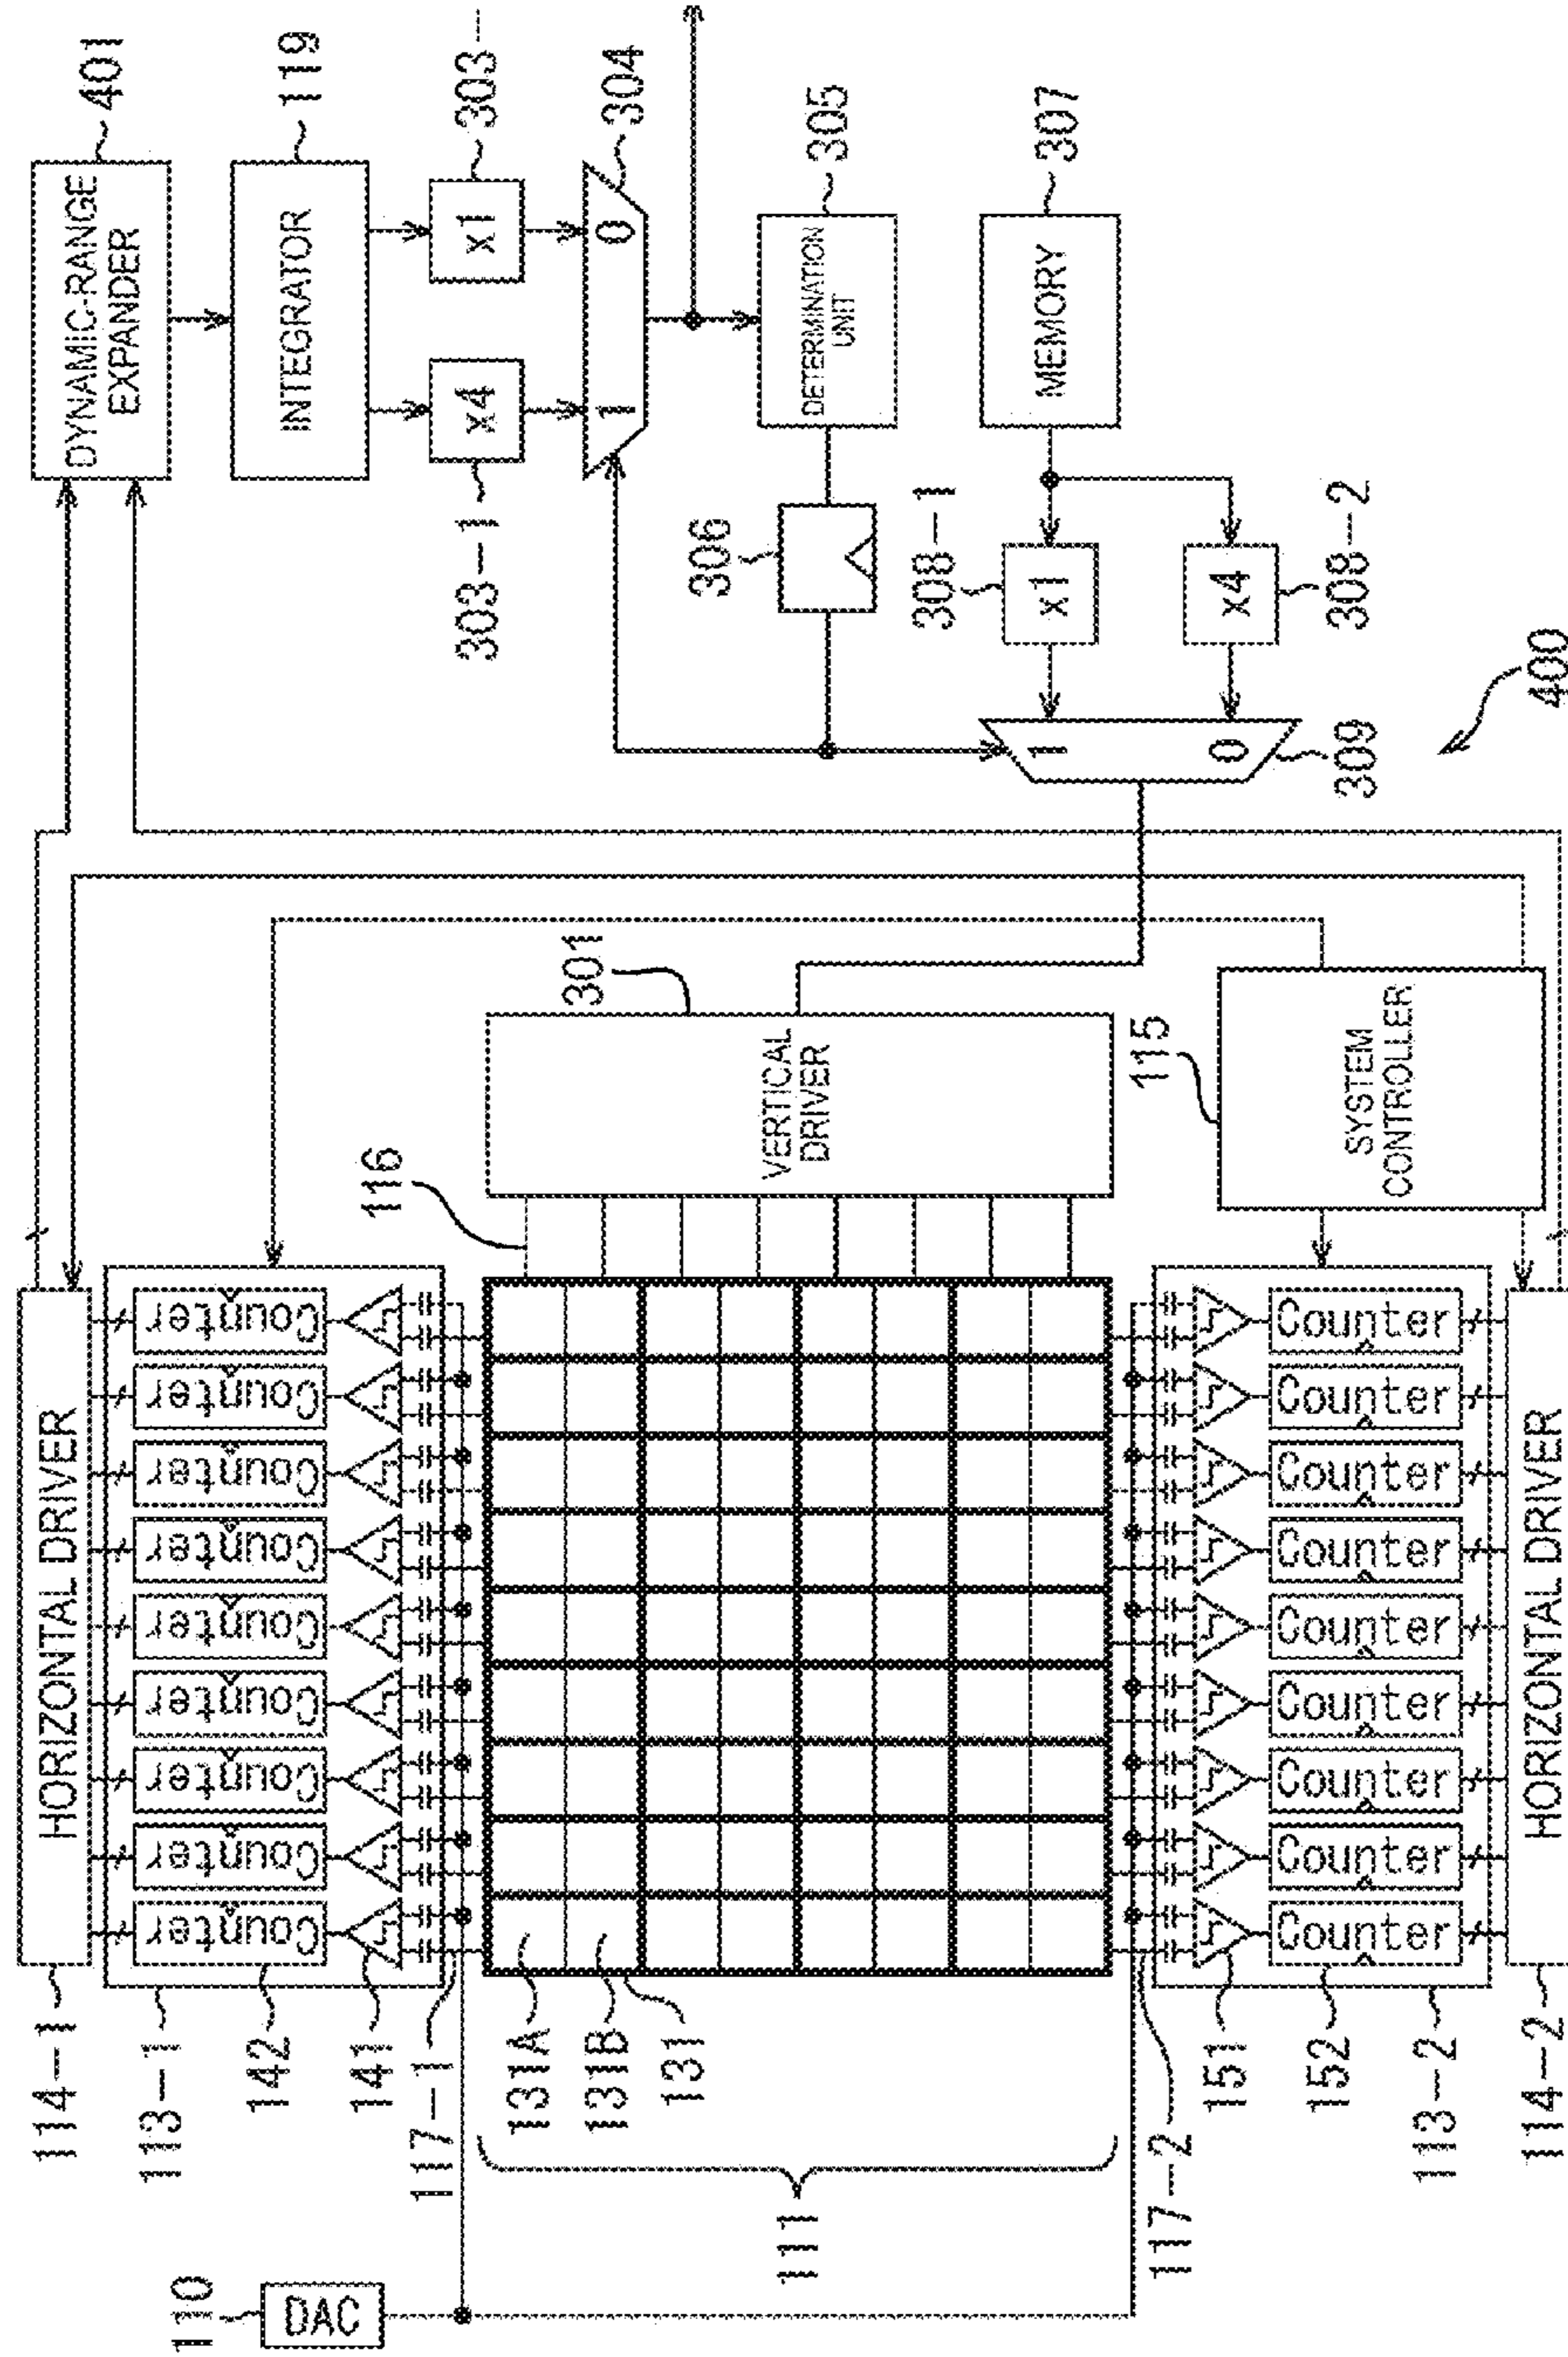 114-1
HORIZONTAL DRIVER
113-1
142
Counter
Counter
Counter
Counter
Counter
Counter
Counter
Counter
Counter
141
117-1
110
DAC
131A
131B
131
111
116
301
VERTICAL
DRIVER
117-2
151
152
Counter
Counter
Counter
Counter
Counter
Counter
Counter
Counter
Counter
113-2
114-2
HORIZONTAL DRIVER
115
SYSTEM
CONTROLLER
401
DYNAMIC-RANGE
EXPANDER
119
INTEGRATOR
303-1
x4
x1
303-
304
1
0
305
DETERMINATION
UNIT
306
307
MEMORY
308-1
x1
308-2
x4
309
1
0
400